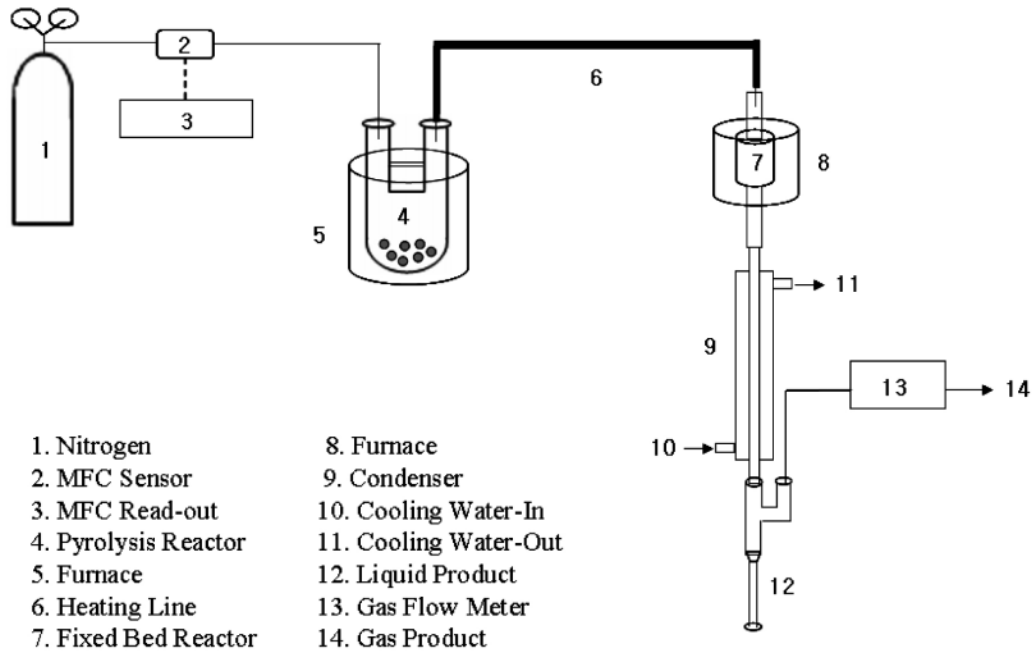 2
6
3
1
7
8
4
5
11
9
13
14
10
12
1. Nitrogen
2. MFC Sensor
3. MFC Read-out
4. Pyrolysis Reactor
5. Furnace
6. Heating Line
7. Fixed Bed Reactor
8. Furnace
9. Condenser
10. Cooling Water-In
11. Cooling Water-Out
12. Liquid Product
13. Gas Flow Meter
14. Gas Product